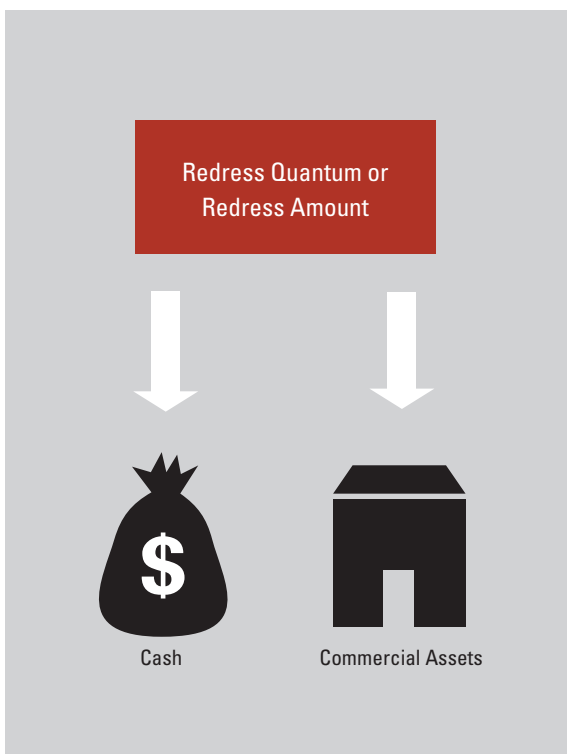 Redress Quantum or
Redress Amount
$
Cash
Commercial Assets